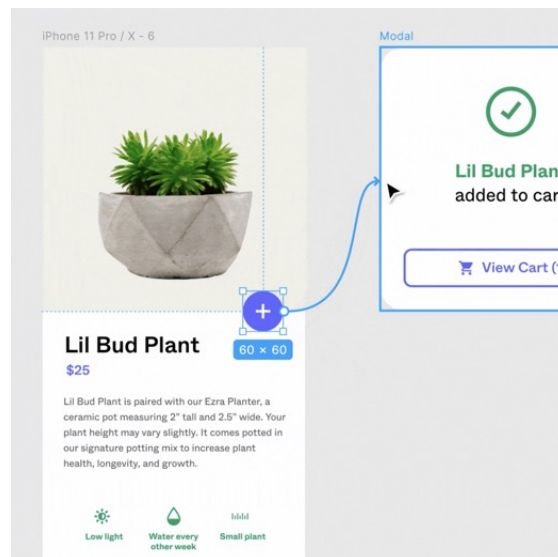 iPhone 11 Pro / X - 6
Modal
Lil Bud Plan
added to car
View Cart (
60 × 60
Lil Bud Plant
$25
Lil Bud Plant is paired with our Ezra Planter, a
ceramic pot measuring 2" tall and 2.5" wide. Your
plant height may vary slightly. It comes potted in
our signature potting mix to increase plant
health, longevity, and growth.
Low light
Water every
other week
Small plant